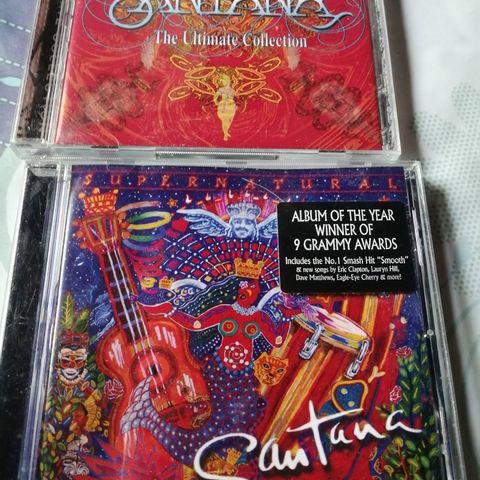 SANTANA
The Ultimate Collection
SUPERNATURAL
ALBUM OF THE YEAR
WINNER OF
9 GRAMMY AWARDS
Includes the No.1 Smash Hit "Smooth"
& new songs by Eric Clapton, Lauryn Hill,
Dave Matthews, Eagle-Eye Cherry & more!
Santana